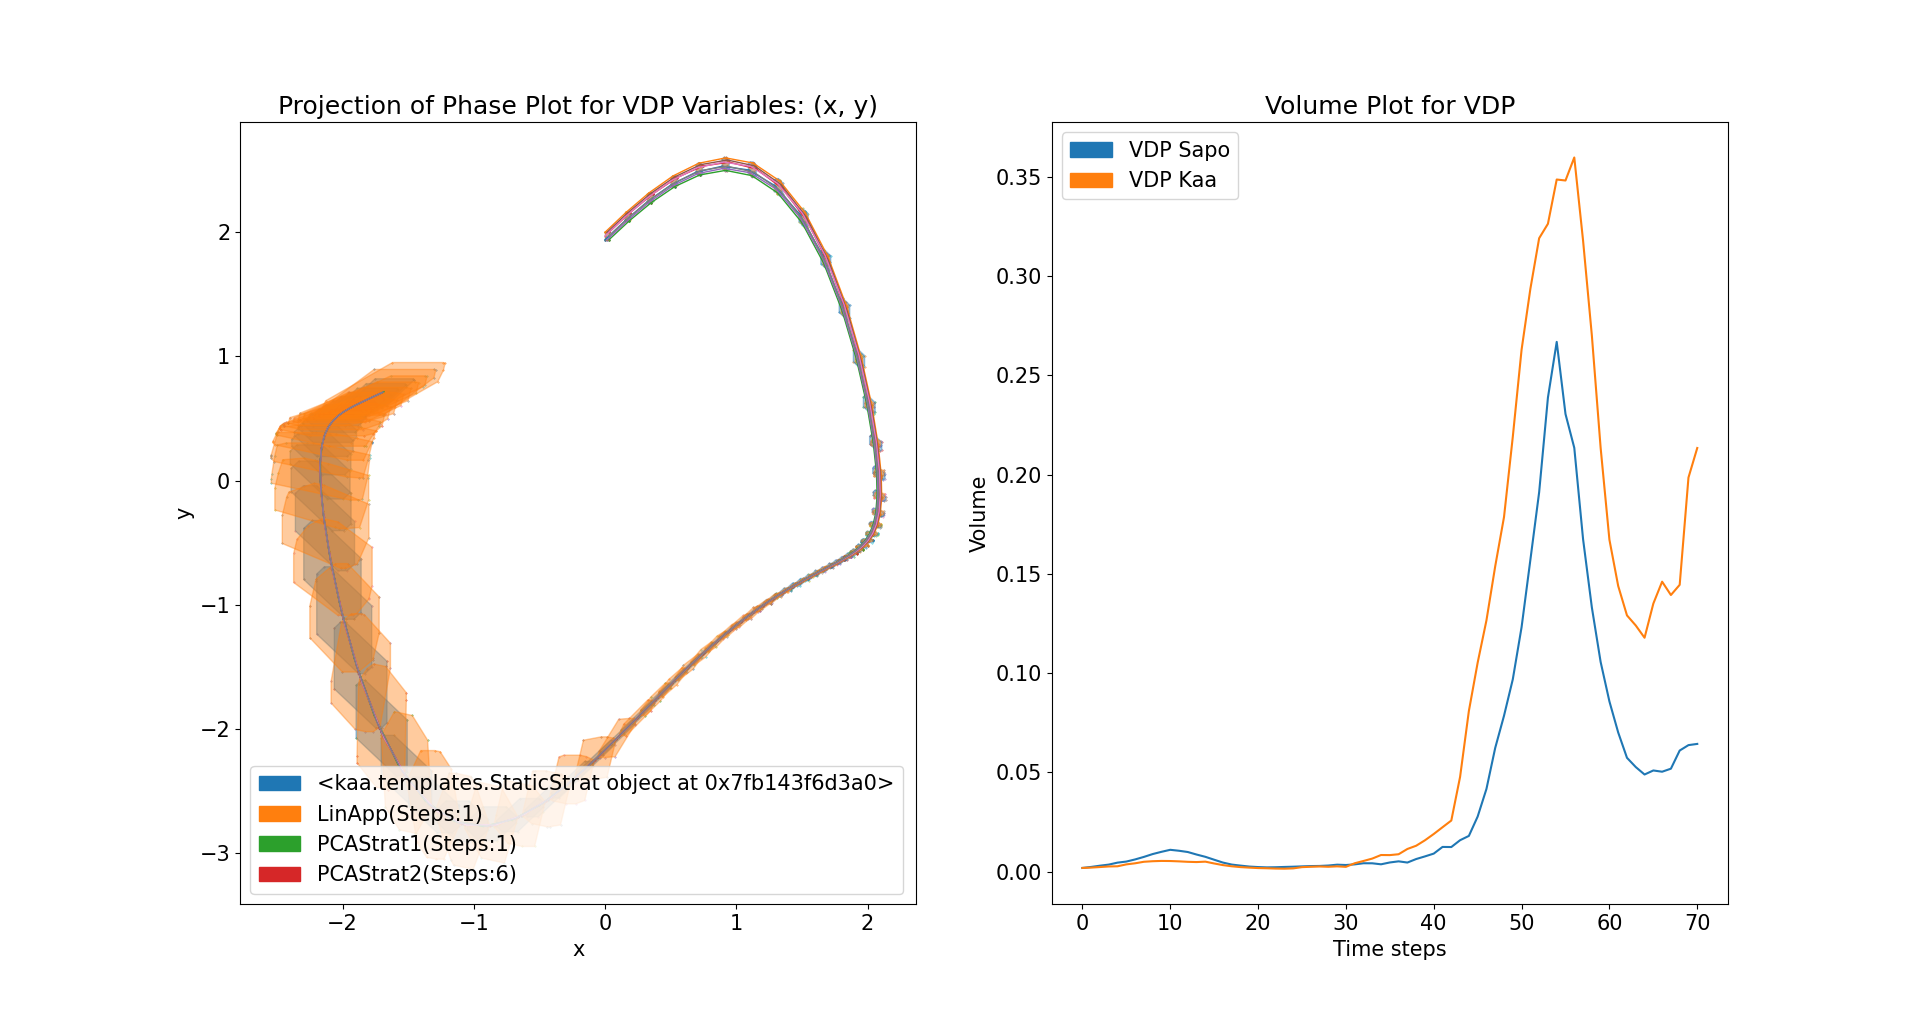 Projection of Phase Plot for VDP Variables: (x, y)
2
1
0
−1
−2
−3
y
<kaa.templates.StaticStrat object at 0x7fb143f6d3a0>
LinApp(Steps:1)
PCAStrat1(Steps:1)
PCAStrat2(Steps:6)
−2 −1 0 1 2
x
Volume Plot for VDP
VDP Sapo
VDP Kaa
0.35
0.30
0.25
0.20
0.15
0.10
0.05
0.00
Volume
0 10 20 30 40 50 60 70
Time steps